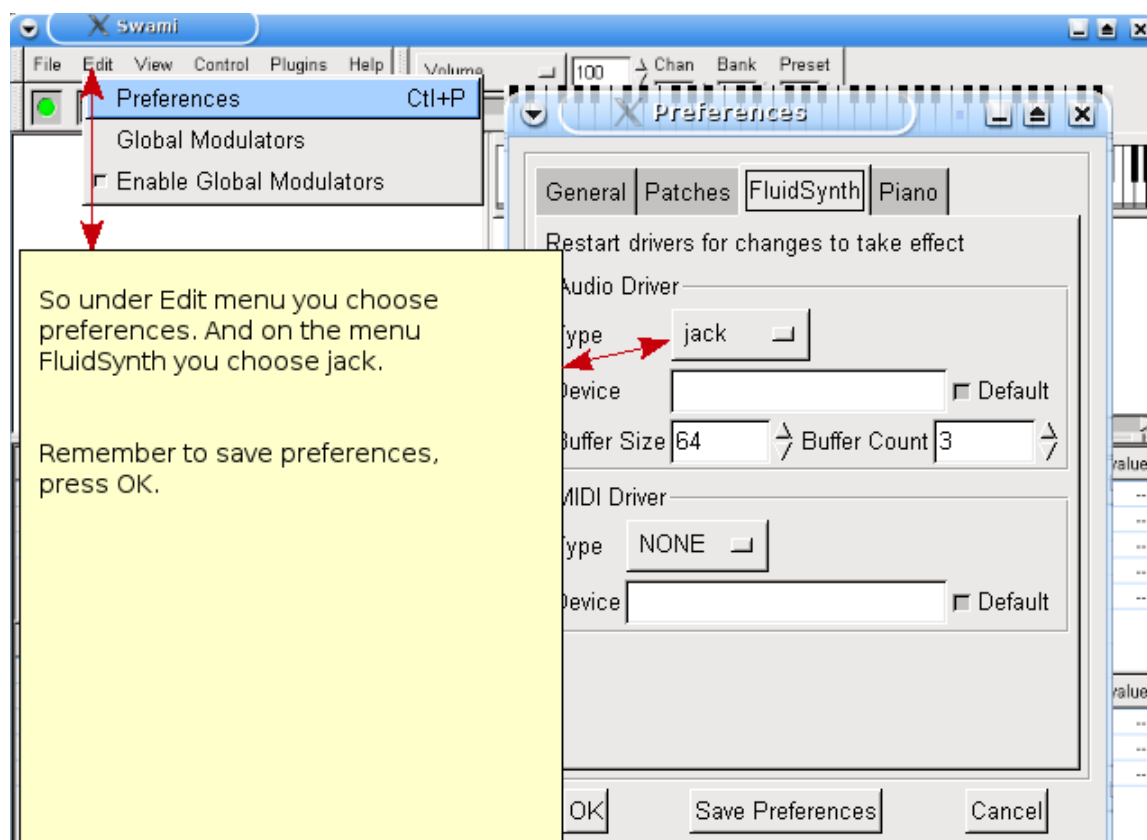 Swami
File Edit View Control Plugins Help
Volume 100 Chan Bank Preset
Preferences Ctl+P
Global Modulators
Enable Global Modulators
Preferences
General Patches FluidSynth Piano
Restart drivers for changes to take effect
Audio Driver
Type jack
Device Default
Buffer Size 64 Buffer Count 3
MIDI Driver
Type NONE
Device Default
OK Save Preferences Cancel
So under Edit menu you choose
preferences. And on the menu
FluidSynth you choose jack.
Remember to save preferences,
press OK.
value
--
--
--
--
--
value
--
--
--